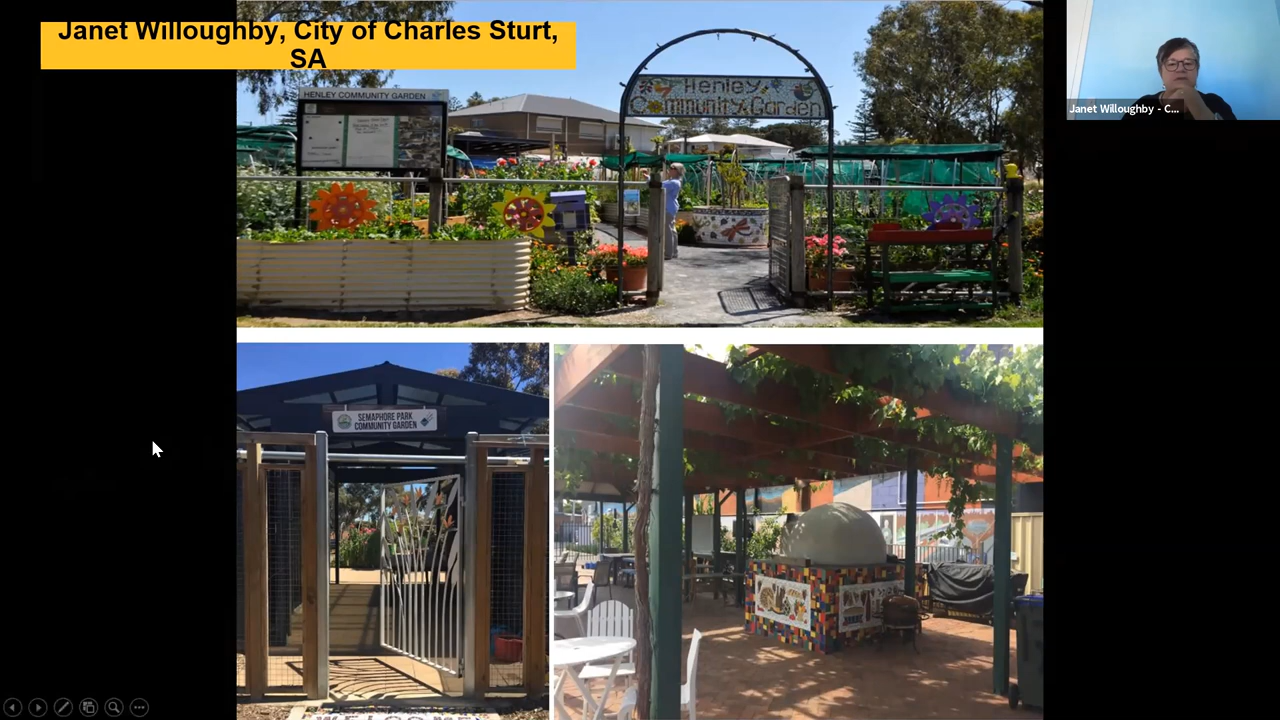 Janet Willoughby, City of Charles Sturt,
SA
Janet Willoughby - C...
HENLEY COMMUNITY GARDEN
Henley
Community Garden
SEMAPHORE PARK
COMMUNITY GARDEN
WELCOME